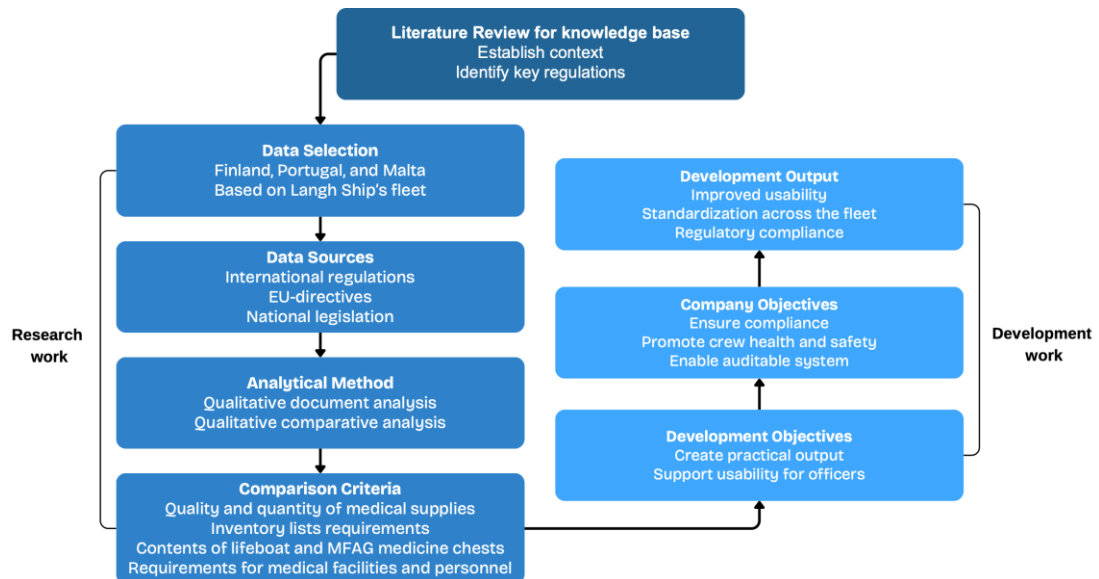 Literature Review for knowledge base
Establish context
Identify key regulations
Research
work
Data Selection
Finland, Portugal, and Malta
Based on Langh Ship's fleet
Data Sources
International regulations
EU-directives
National legislation
Analytical Method
Qualitative document analysis
Qualitative comparative analysis
Comparison Criteria
Quality and quantity of medical supplies
Inventory lists requirements
Contents of lifeboat and MFAG medicine chests
Requirements for medical facilities and personnel
Development Objectives
Create practical output
Support usability for officers
Company Objectives
Ensure compliance
Promote crew health and safety
Enable auditable system
Development Output
Improved usability
Standardization across the fleet
Regulatory compliance
Development
work